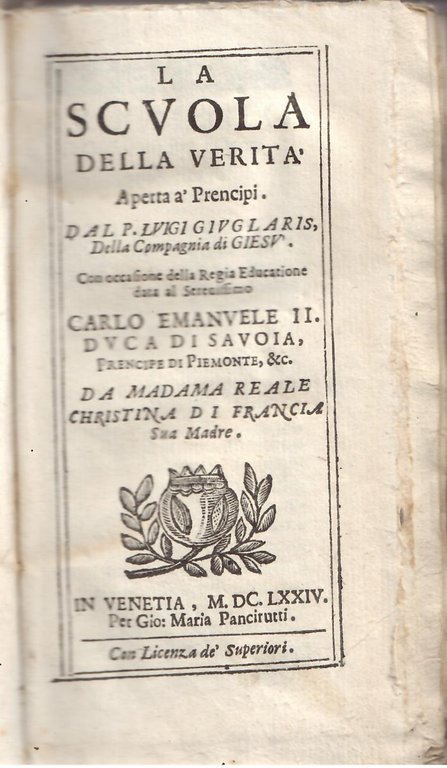 LA
SCVOLA
DELLA VERITA'
Aperta a' Prencipi.
DAL P. LVIGI GIVGLARIS,
Della Compagnia di GIESV'.
Con occasione della Regia Educatione
data al Serenissimo
CARLO EMANVELE II.
DVCA DI SAVOIA,
PRENCIPE DI PIEMONTE, &c.
DA MADAMA REALE
CHRISTINA DI FRANCIA
Sua Madre.
IN VENETIA, M. DC. LXXIV.
Per Gio: Maria Pancirutti.
Con Licenza de' Superiori.